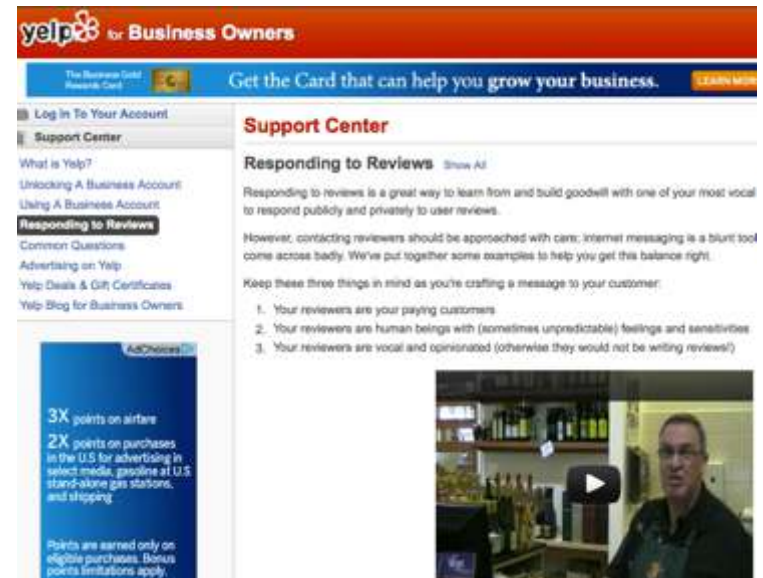 yelp for Business Owners
The Business Gold
Rewards Card
Get the Card that can help you grow your business.
LEARN MORE
Log In To Your Account
Support Center
What is Yelp?
Unlocking A Business Account
Using A Business Account
Responding to Reviews
Common Questions
Advertising on Yelp
Yelp Deals & Gift Certificates
Yelp Blog for Business Owners
AdChoices
3X points on airfare
2X points on purchases
in the U.S for advertising in
select media, gasoline at U.S
stand-alone gas stations,
and shipping
Points are earned only on
eligible purchases. Bonus
points limitations apply.
Support Center
Responding to Reviews Show All
Responding to reviews is a great way to learn from and build goodwill with one of your most vocal
to respond publicly and privately to user reviews.
However, contacting reviewers should be approached with care; internet messaging is a blunt tool
come across badly. We've put together some examples to help you get this balance right.
Keep these three things in mind as you're crafting a message to your customer:
1. Your reviewers are your paying customers
2. Your reviewers are human beings with (sometimes unpredictable) feelings and sensitivities
3. Your reviewers are vocal and opinionated (otherwise they would not be writing reviews!)